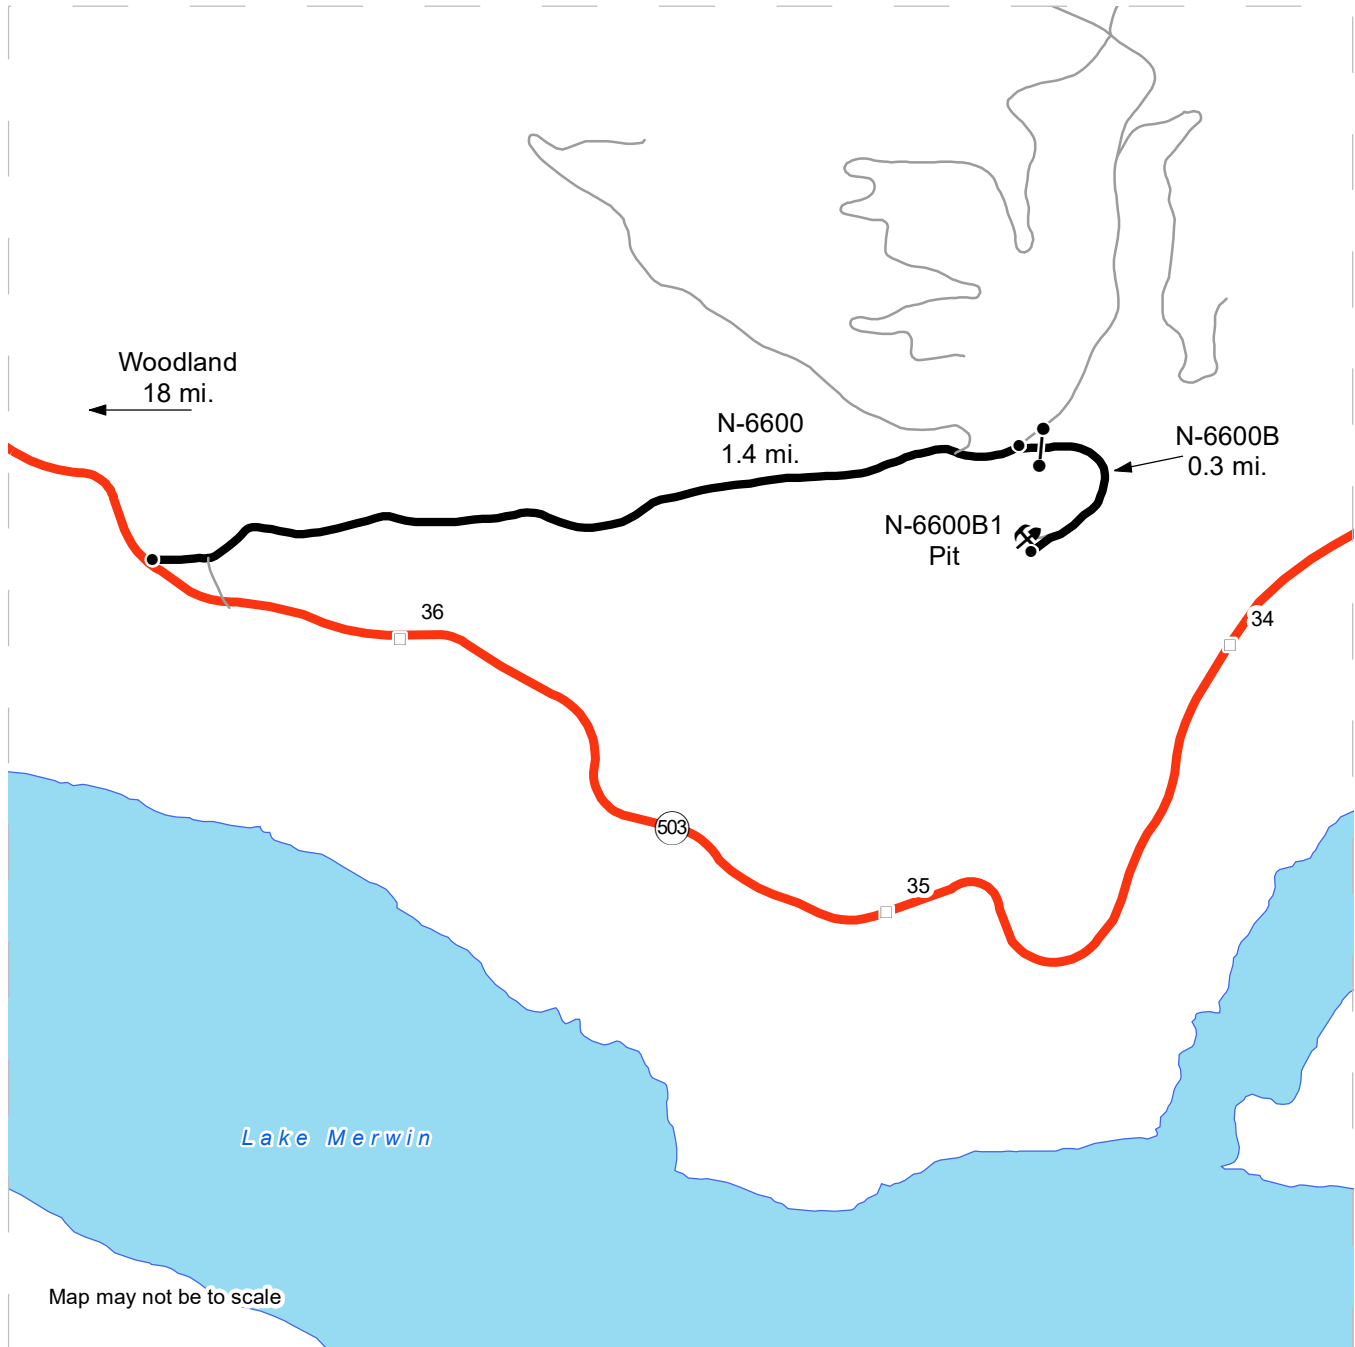 Woodland
18 mi.
N-6600
1.4 mi.
N-6600B
0.3 mi.
N-6600B1
Pit
36
34
503
35
Lake Merwin
Map may not be to scale